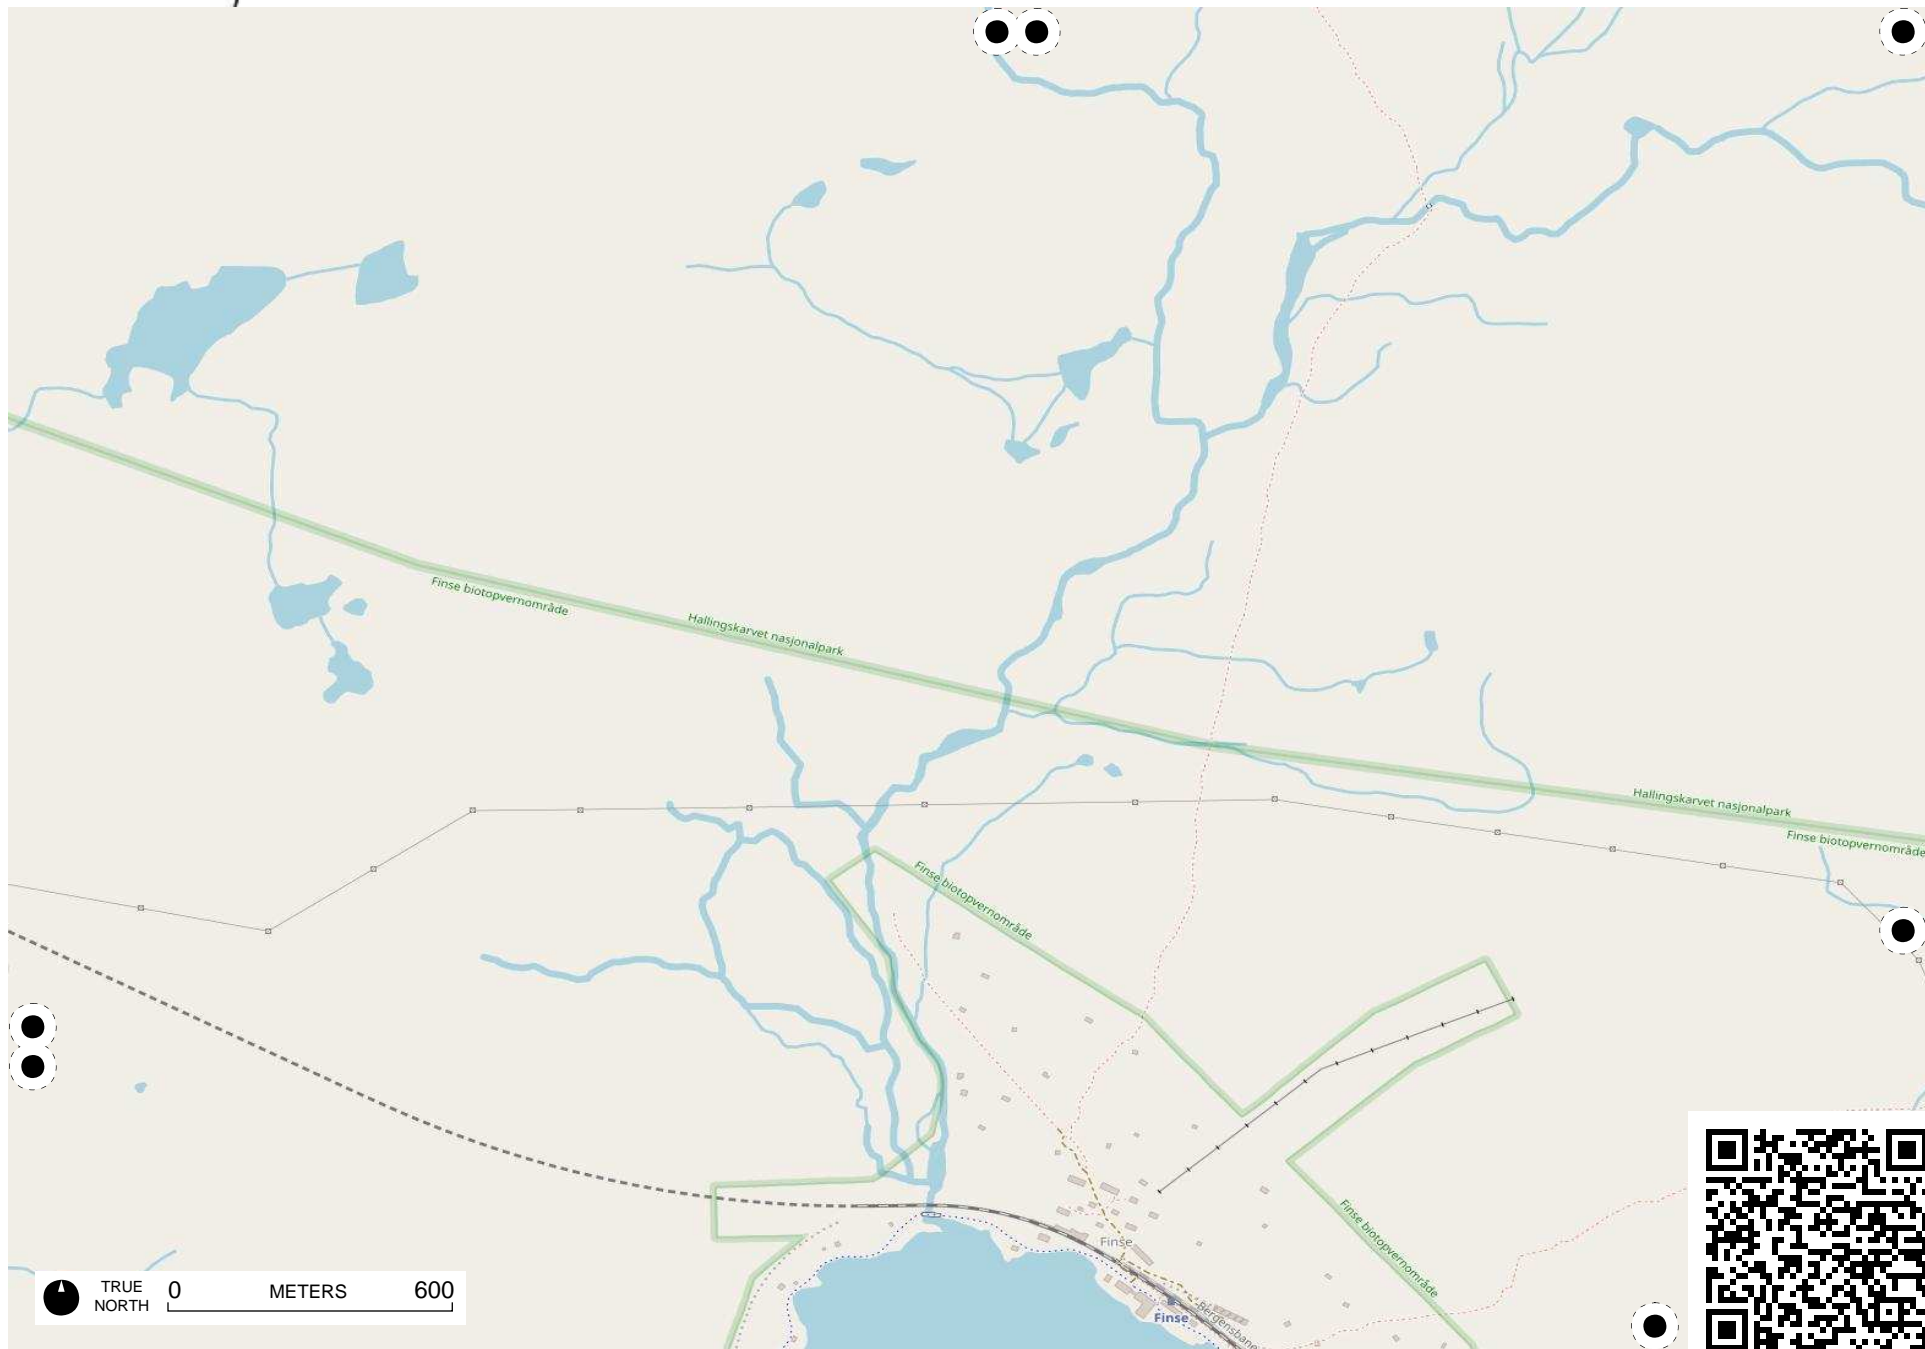 Finse biotopvernområde
Hallingskarvet nasjonalpark
Hallingskarvet nasjonalpark
Finse biotopvernområde
Finse biotopvernområde
Finse biotopvernområde
Finse
Finse
Bergensbane
TRUE
NORTH
0 METERS 600